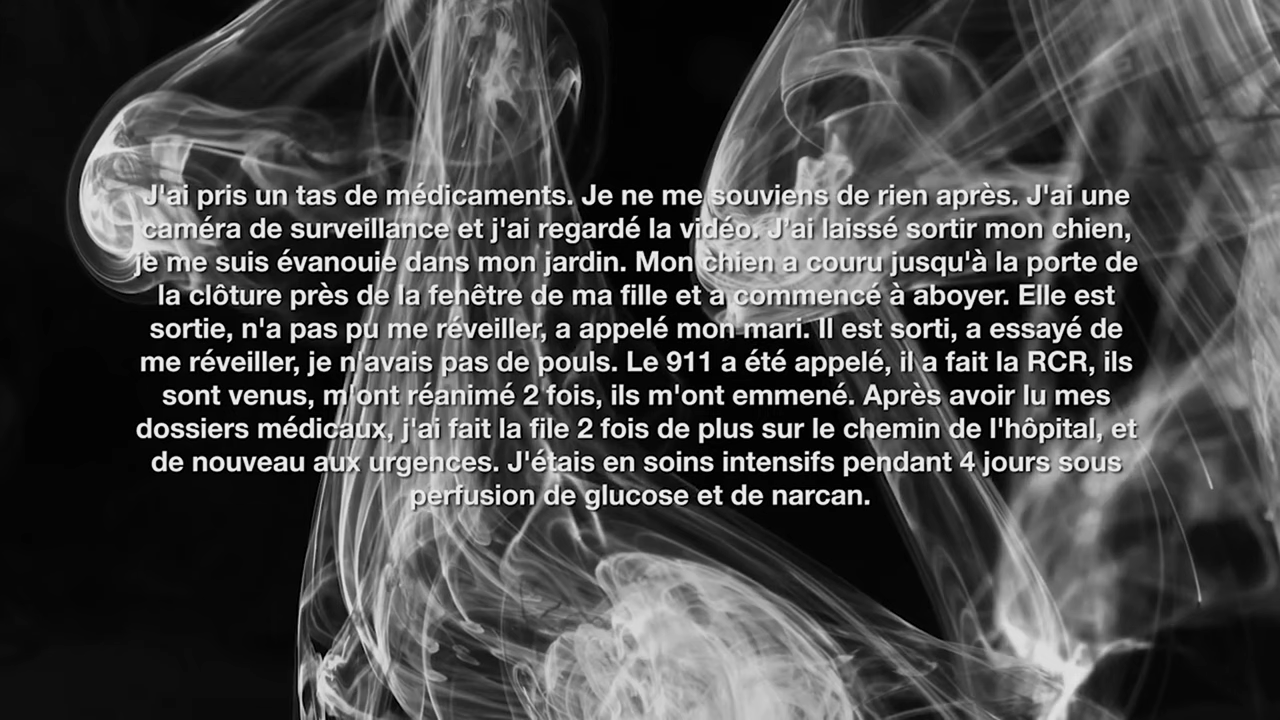 J'ai pris un tas de médicaments. Je ne me souviens de rien après. J'ai une
caméra de surveillance et j'ai regardé la vidéo. J'ai laissé sortir mon chien,
je me suis évanouie dans mon jardin. Mon chien a couru jusqu'à la porte de
la clôture près de la fenêtre de ma fille et a commencé à aboyer. Elle est
sortie, n'a pas pu me réveiller, a appelé mon mari. Il est sorti, a essayé de
me réveiller, je n'avais pas de pouls. Le 911 a été appelé, il a fait la RCR, ils
sont venus, m'ont réanimé 2 fois, ils m'ont emmené. Après avoir lu mes
dossiers médicaux, j'ai fait la file 2 fois de plus sur le chemin de l'hôpital, et
de nouveau aux urgences. J'étais en soins intensifs pendant 4 jours sous
perfusion de glucose et de narcan.